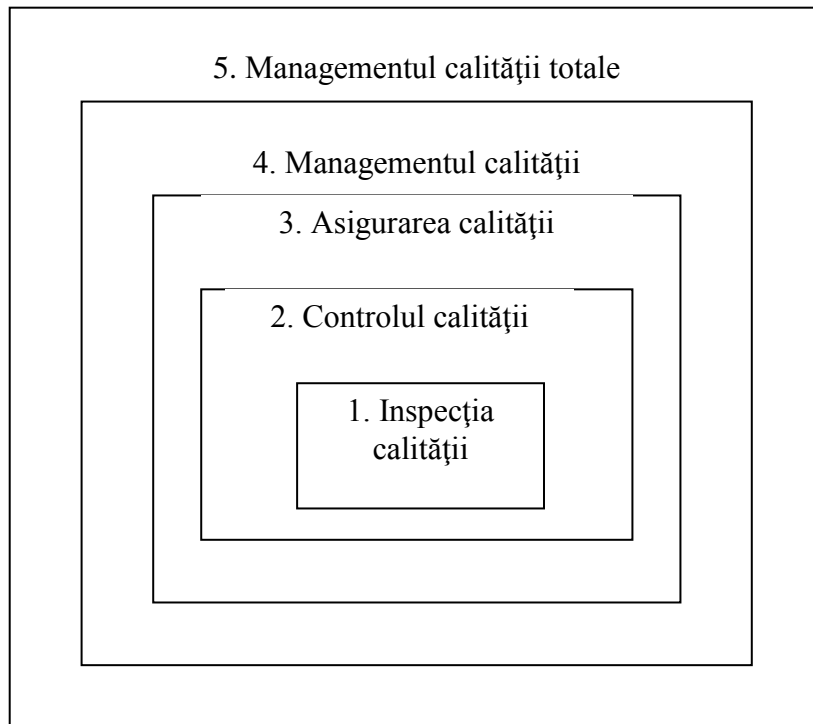 5. Managementul calităţii totale
4. Managementul calităţii
3. Asigurarea calităţii
2. Controlul calităţii
1. Inspecţia
calităţii